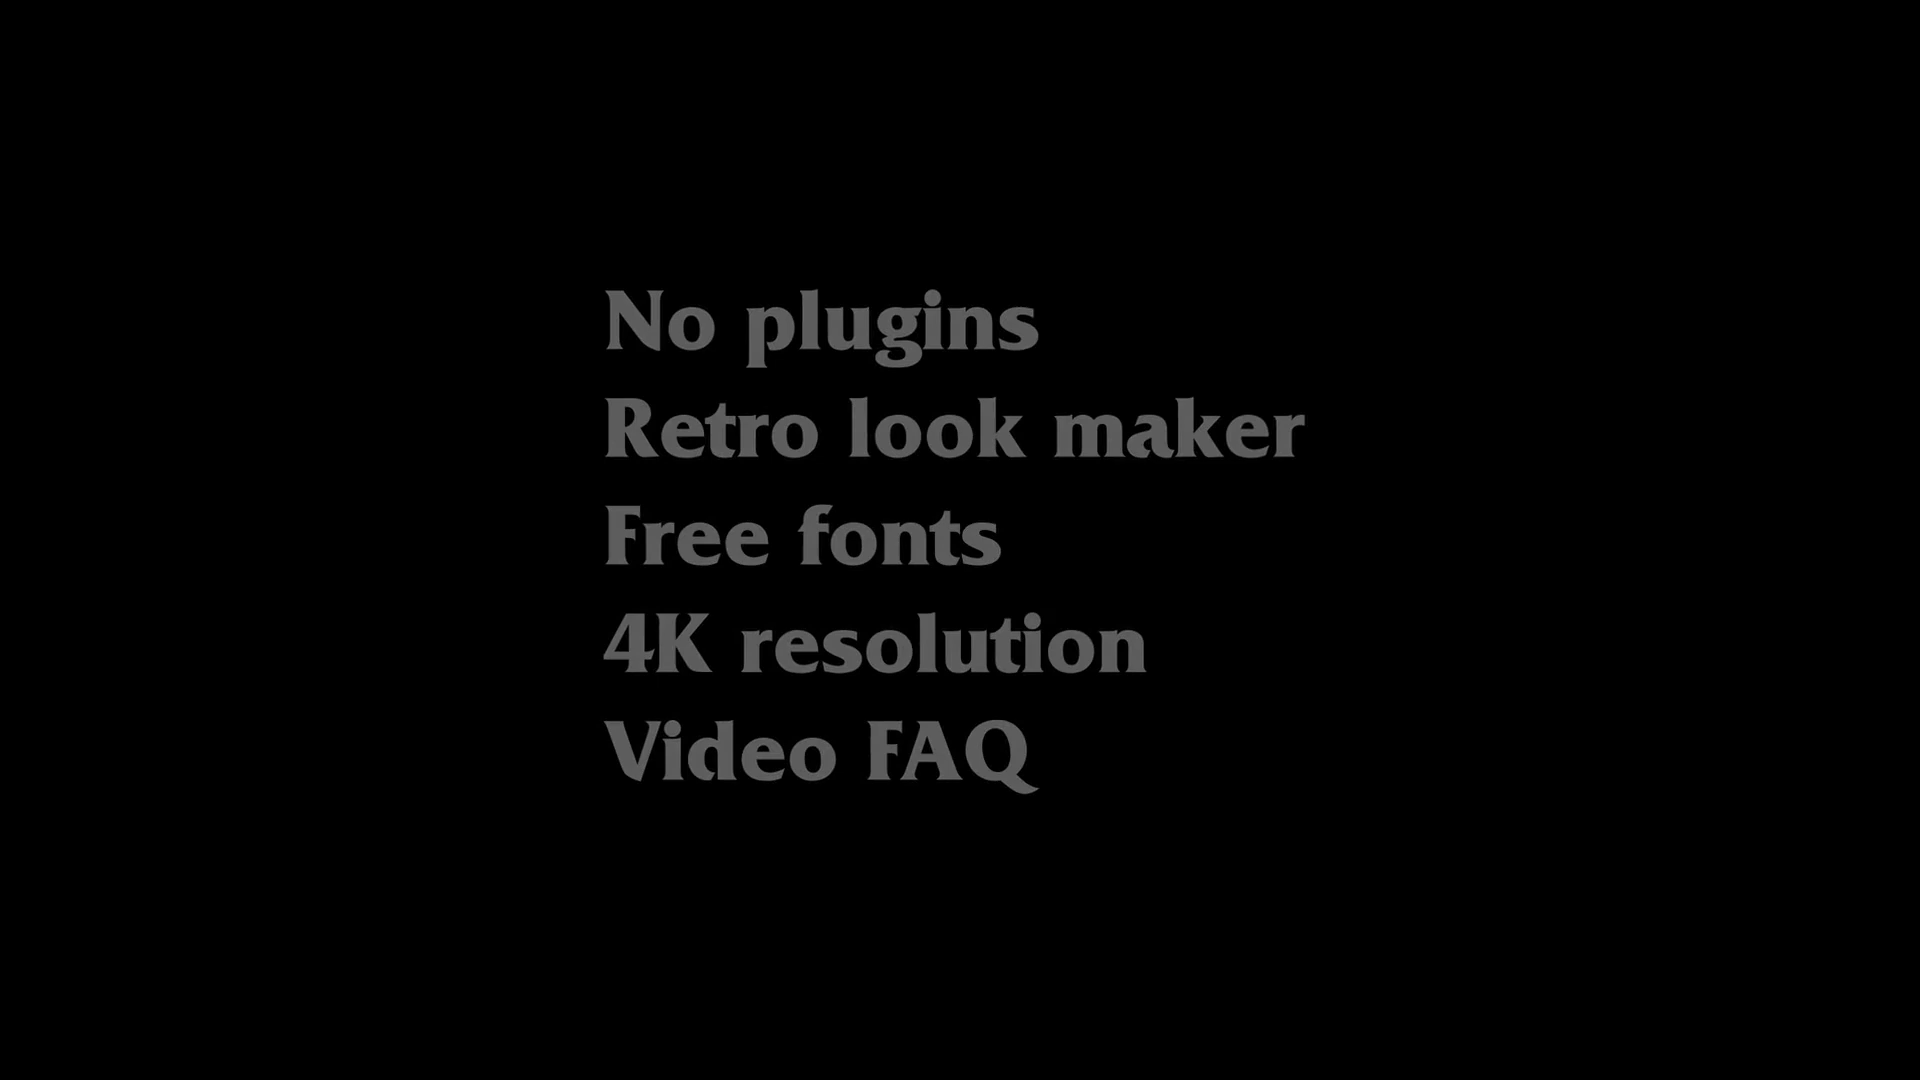 No plugins
Retro look maker
Free fonts
4K resolution
Video FAQ